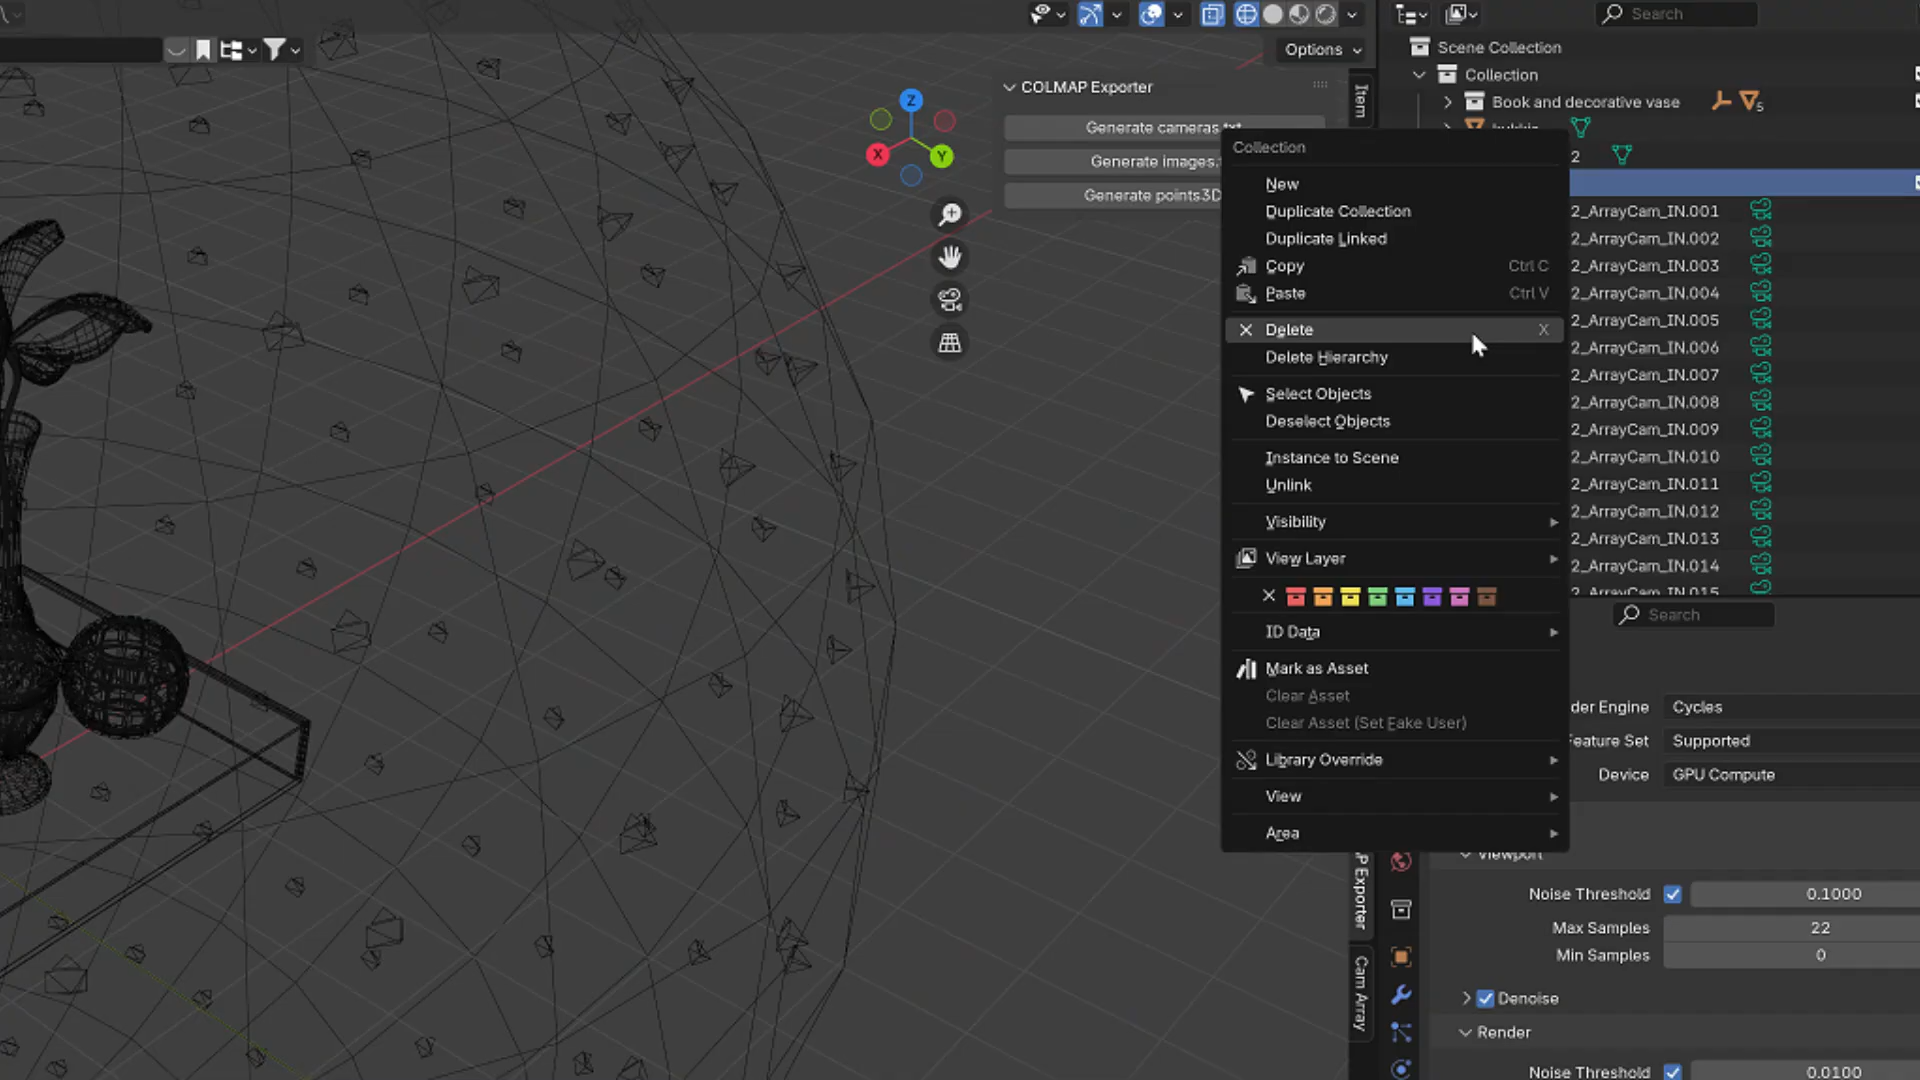 Search
Options
Scene Collection
Collection
Book and decorative vase
5
COLMAP Exporter
Item
Generate cameras.txt
Generate images.t
Generate points3D
Z
X
Y
2
Collection
New
Duplicate Collection
Duplicate Linked
Copy Ctrl C
Paste Ctrl V
Delete X
Delete Hierarchy
Select Objects
Deselect Objects
Instance to Scene
Unlink
Visibility
View Layer
ID Data
Mark as Asset
Clear Asset
Clear Asset (Set Fake User)
Library Override
View
Area
2_ArrayCam_IN.001
2_ArrayCam_IN.002
2_ArrayCam_IN.003
2_ArrayCam_IN.004
2_ArrayCam_IN.005
2_ArrayCam_IN.006
2_ArrayCam_IN.007
2_ArrayCam_IN.008
2_ArrayCam_IN.009
2_ArrayCam_IN.010
2_ArrayCam_IN.011
2_ArrayCam_IN.012
2_ArrayCam_IN.013
2_ArrayCam_IN.014
2_ArrayCam_IN.015
Search
der Engine Cycles
Feature Set Supported
Device GPU Compute
Viewport
Noise Threshold 0.1000
Max Samples 22
Min Samples 0
Denoise
Render
Noise Threshold 0.0100
P Exporter
Cam Array